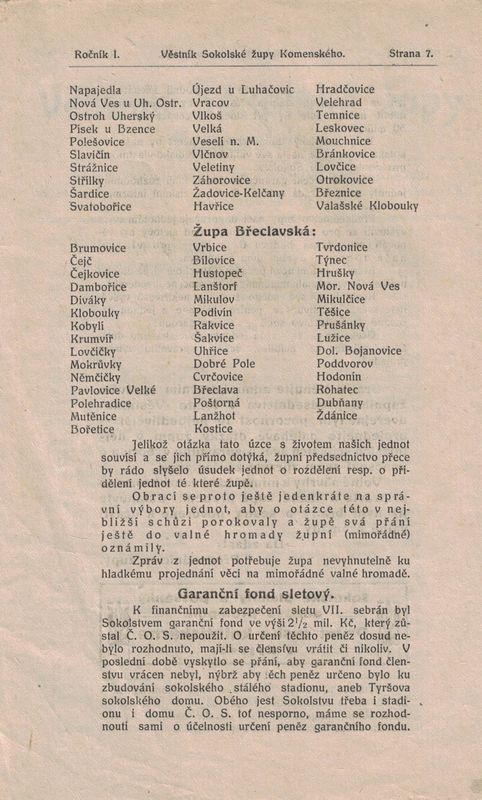 Ročník I. Věstník Sokolské župy Komenského. Strana 7.
Napajedla Újezd u Luhačovic Hradčovice
Nová Ves u Uh. Ostr. Vracov Velehrad
Ostroh Uherský Vlkoš Temnice
Písek u Bzence Velká Leskovec
Polešovice Veselí n. M. Mouchnice
Slavičín Vlčnov Bránkovice
Strážnice Veletiny Lovčice
Střílky Záhorovice Otrokovice
Šardice Žadovice-Kelčany Březnice
Svatobořice Havřice Valašské Klobouky
Župa Břeclavská:
Brumovice Vrbice Tvrdonice
Čejč Bílovice Týnec
Čejkovice Hustopeč Hrušky
Dambořice Lanštorf Mor. Nová Ves
Diváky Mikulov Mikulčice
Klobouky Podivín Těšice
Kobylí Rakvice Prušánky
Krumvíř Šakvice Lužice
Lovčičky Uhřice Dol. Bojanovice
Mokrůvky Dobré Pole Poddvorov
Němčičky Cvrčovice Hodonín
Pavlovice Velké Břeclava Rohatec
Polehradice Poštorná Dubňany
Mutěnice Lanžhot Ždánice
Bořetice Kostice
Jelikož otázka tato úzce s životem našich jednot
souvisí a se jich přímo dotýká, župní předsednictvo přece
by rádo slyšelo úsudek jednot o rozdělení resp. o při-
dělení jednot té které župě.
Obrací se proto ještě jedenkráte na sprá-
vní výbory jednot, aby o otázce této v nej-
bližší schůzi porokovaly a župě svá přání
ještě do valné hromady župní (mimořádné)
oznámily.
Zpráv z jednot potřebuje župa nevyhnutelně ku
hladkému projednání věci na mimořádné valné hromadě.
Garanční fond sletový.
K finančnímu zabezpečení sletu VII. sebrán byl
Sokolstvem garanční fond ve výši 2 1/2 mil. Kč, který zů-
stal Č. O. S. nepoužit. O určení těchto peněz dosud ne-
bylo rozhodnuto, mají-li se členstvu vrátit či nikoliv. V
poslední době vyskytlo se přání, aby garanční fond člen-
stvu vrácen nebyl, nýbrž aby ěch peněz určeno bylo ku
zbudování sokolského stálého stadionu, aneb Tyršova
sokolského domu. Obého jest Sokolstvu třeba i stadi-
onu i domu Č. O. S. tof nesporno, máme se rozhod-
nouti sami o účelnosti určení peněz garančního fondu.